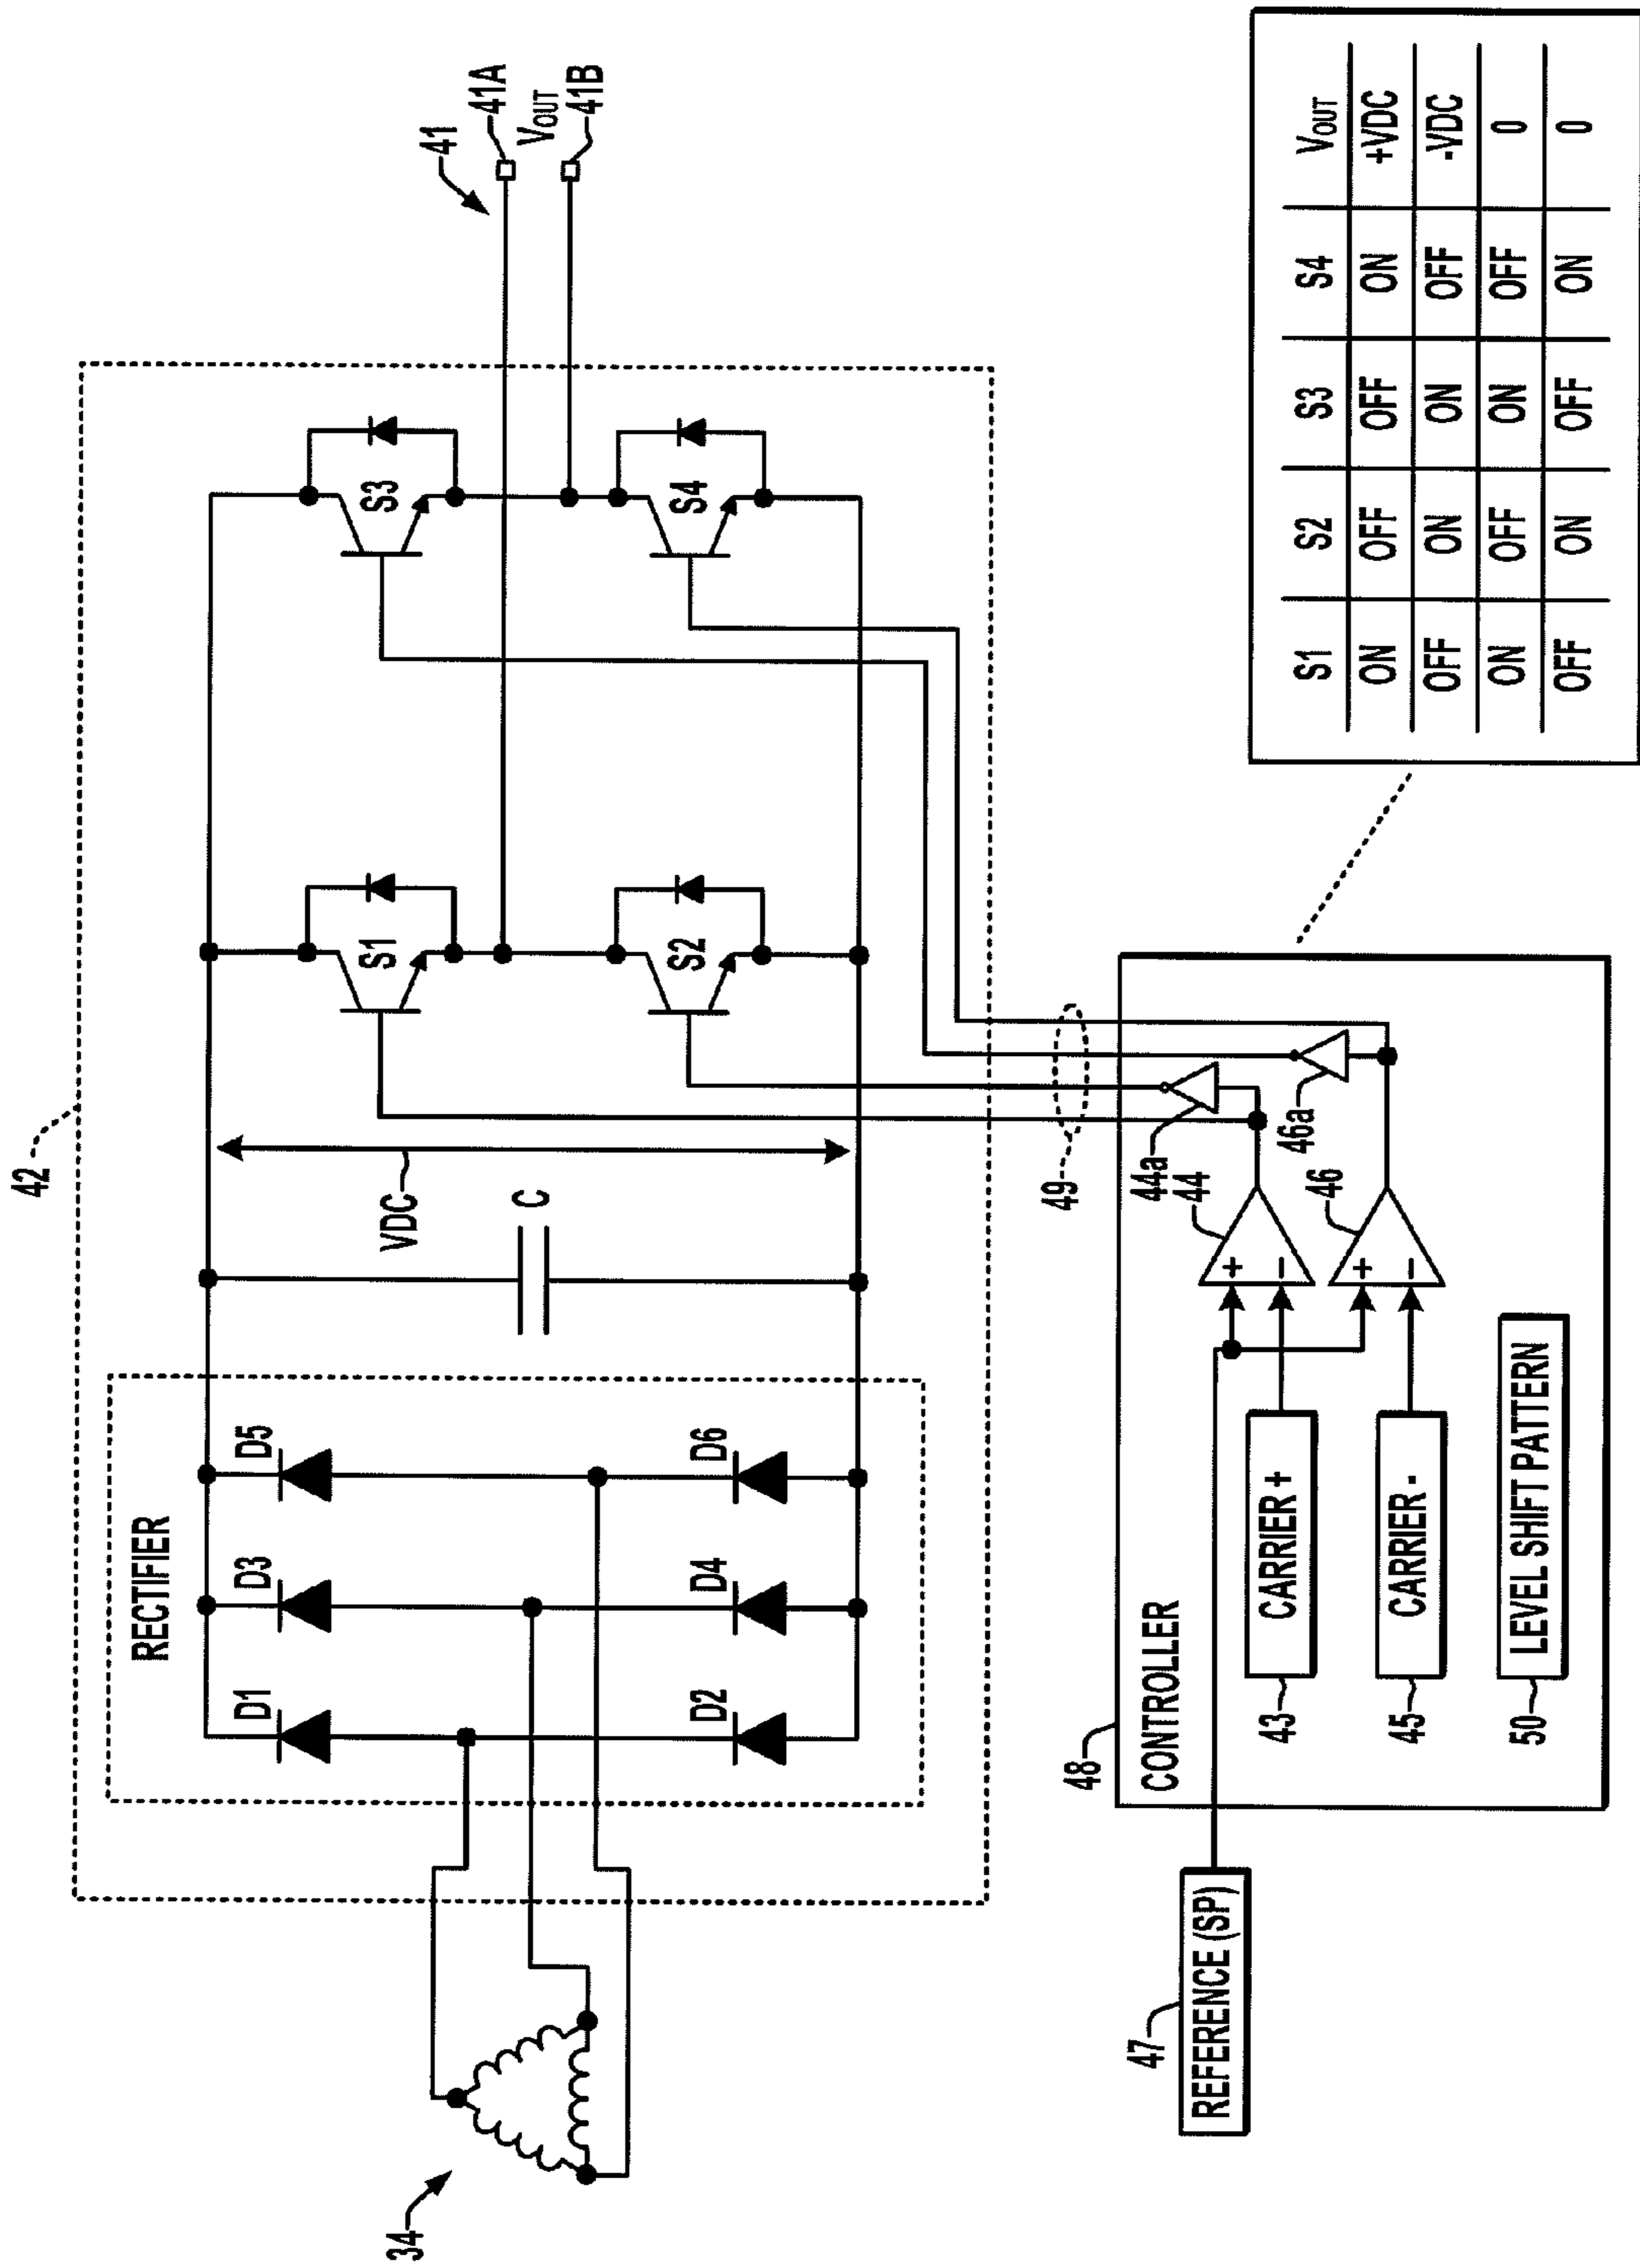 42
RECTIFIER
D1
D3
D5
D2
D4
D6
C
VDC
S1
S3
S2
S4
41
41A
VOUT
41B
34
49
48
CONTROLLER
47
REFERENCE (SP)
43
CARRIER +
45
CARRIER -
50
LEVEL SHIFT PATTERN
+
−
44
44a
+
−
46
46a
S1 S2 S3 S4 VOUT
ON OFF OFF ON +VDC
OFF ON ON OFF -VDC
ON OFF ON OFF 0
OFF ON OFF ON 0